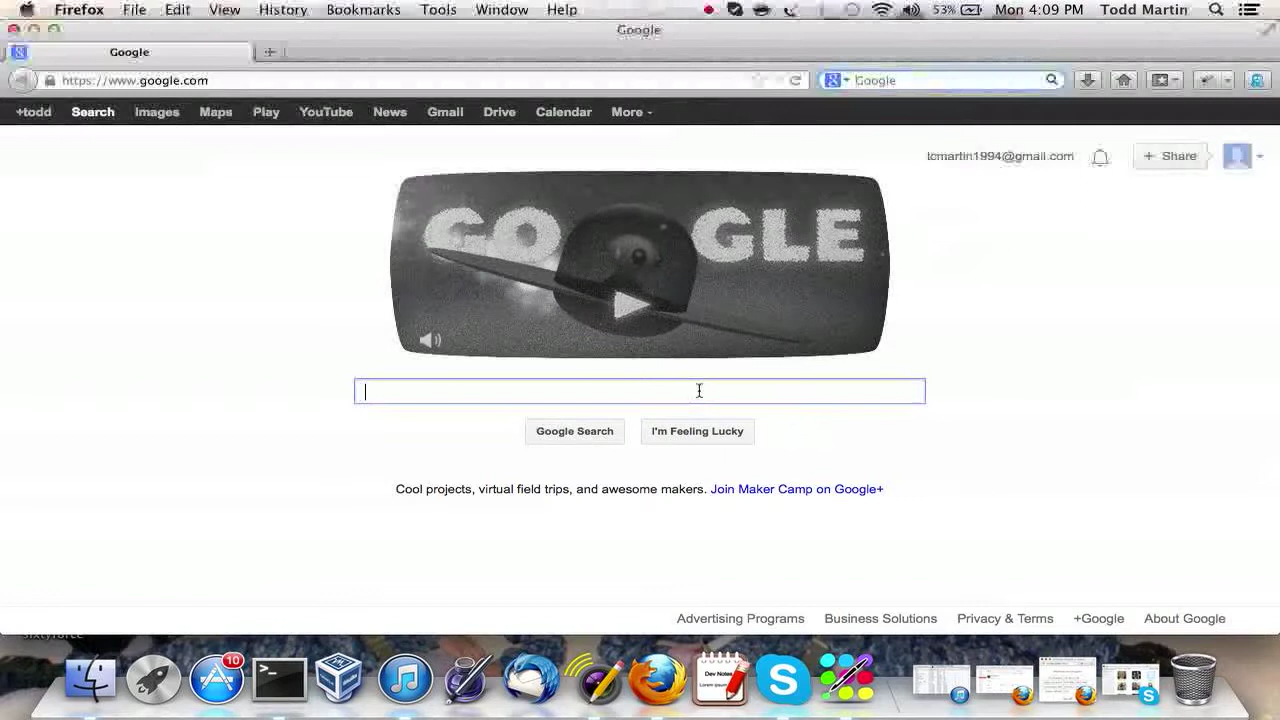 Firefox File Edit View History Bookmarks Tools Window Help 53% Mon 4:09 PM Todd Martin
Google
Google
https://www.google.com Google
+todd Search Images Maps Play YouTube News Gmail Drive Calendar More
tcmartin1994@gmail.com + Share
GO GLE
Google Search I'm Feeling Lucky
Cool projects, virtual field trips, and awesome makers. Join Maker Camp on Google+
Advertising Programs Business Solutions Privacy & Terms +Google About Google
sixtyforce
10
Dev Notes